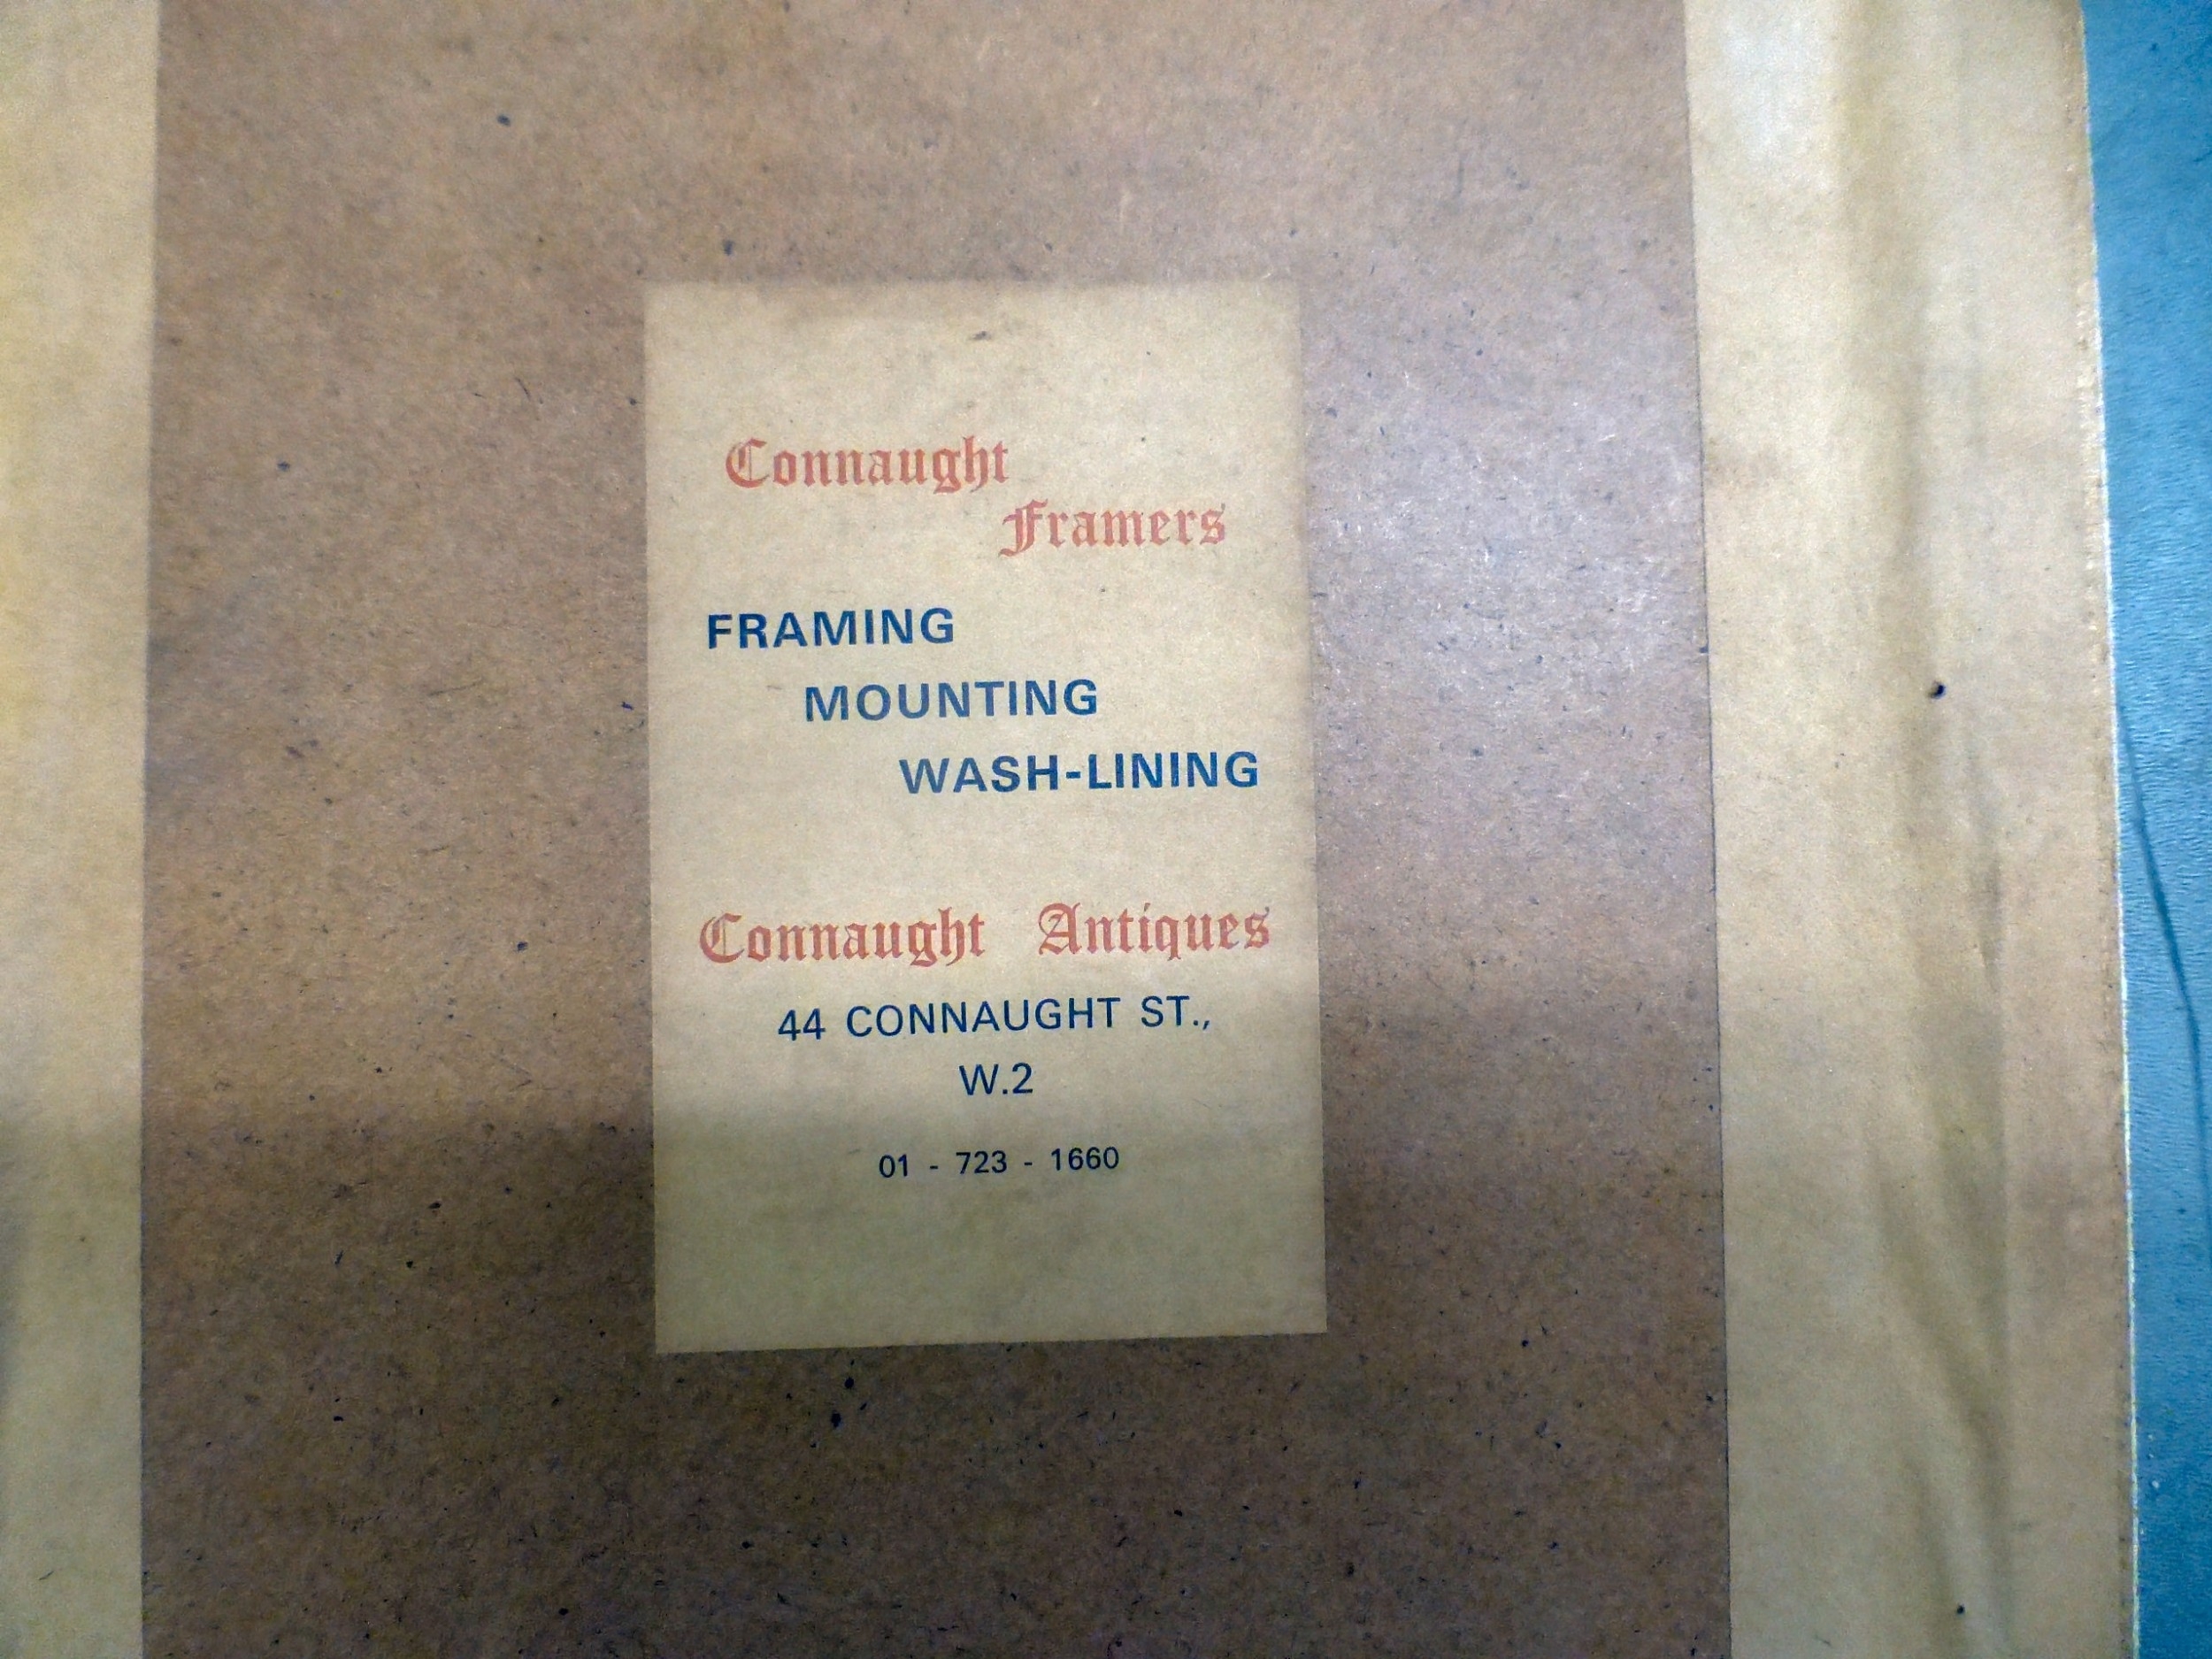 Connaught
Framers
FRAMING
MOUNTING
WASH-LINING
Connaught Antiques
44 CONNAUGHT ST.,
W.2
01 - 723 - 1660